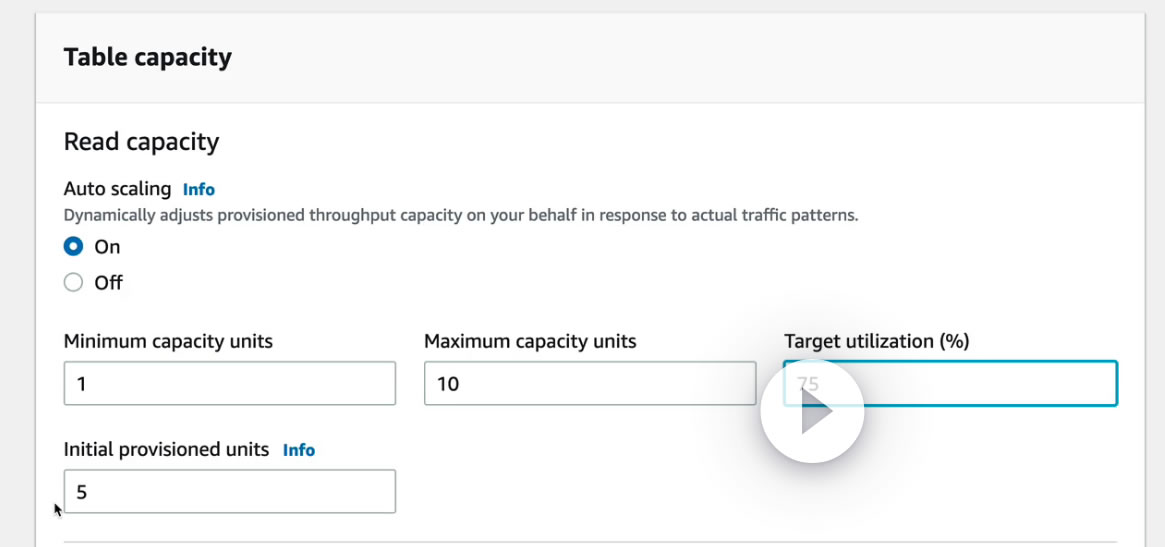 Table capacity
Read capacity
Auto scaling Info
Dynamically adjusts provisioned throughput capacity on your behalf in response to actual traffic patterns.
On
Off
Minimum capacity units Maximum capacity units Target utilization (%)
1 10 75
Initial provisioned units Info
5